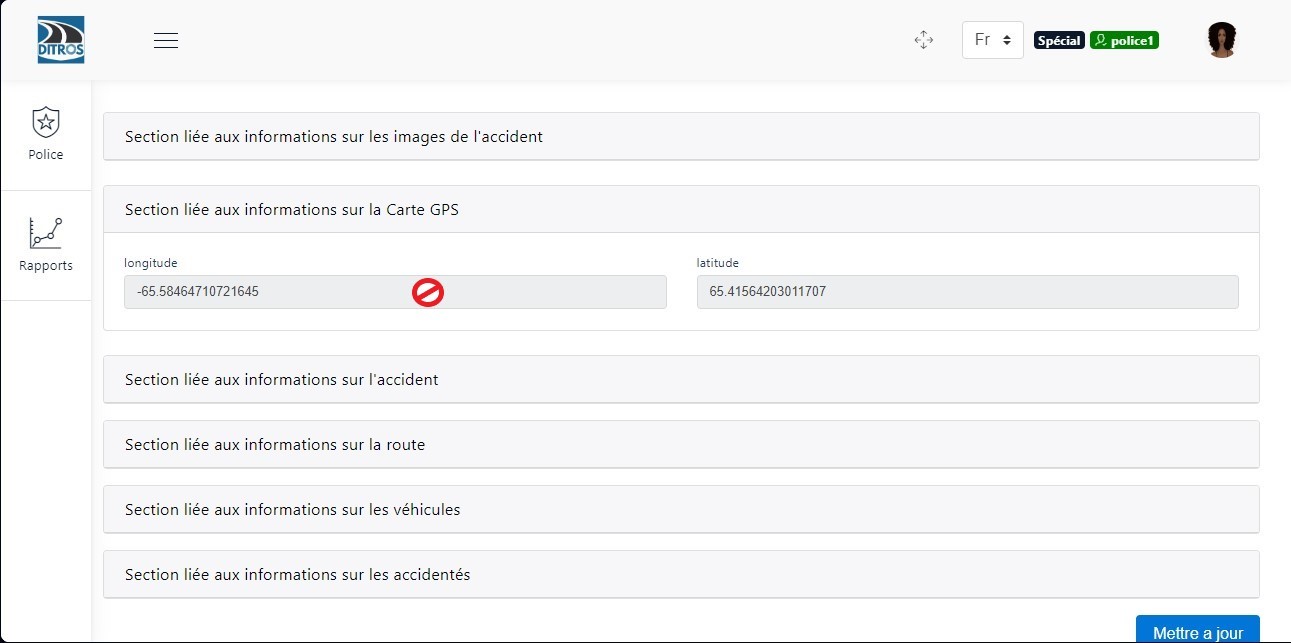 DITROS
Fr
Spécial
police1
Police
Rapports
Section liée aux informations sur les images de l'accident
Section liée aux informations sur la Carte GPS
longitude
latitude
-65.58464710721645
65.41564203011707
Section liée aux informations sur l'accident
Section liée aux informations sur la route
Section liée aux informations sur les véhicules
Section liée aux informations sur les accidentés
Mettre a jour